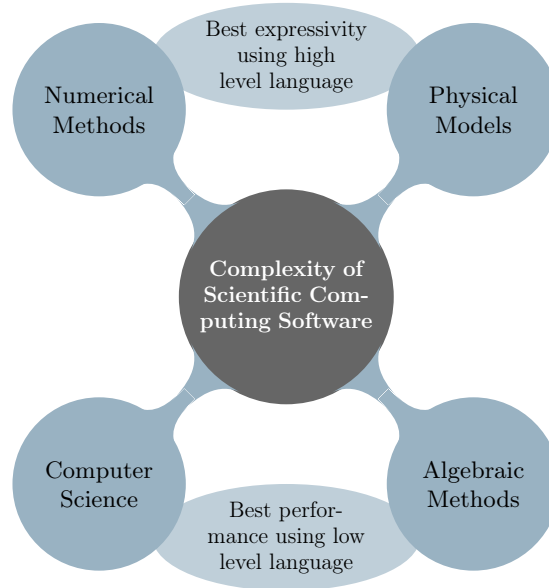 Best expressivity
using high
level language
Numerical
Methods
Physical
Models
Complexity of
Scientific Com-
puting Software
Computer
Science
Algebraic
Methods
Best perfor-
mance using low
level language